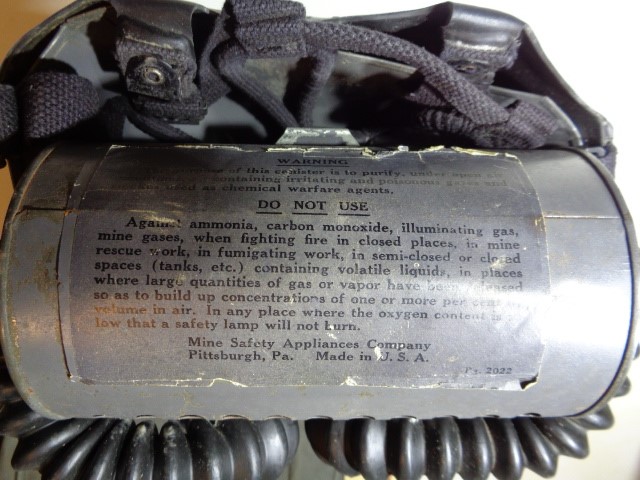 WARNING
of this canister is to purify, under open air
containing irritating and poisonous gases and
used as chemical warfare agents.
DO NOT USE
Against ammonia, carbon monoxide, illuminating gas,
mine gases, when fighting fire in closed places, in mine
rescue work, in fumigating work, in semi-closed or closed
spaces (tanks, etc.) containing volatile liquids, in places
where large quantities of gas or vapor have been released
so as to build up concentrations of one or more per cent
volume in air. In any place where the oxygen content is
low that a safety lamp will not burn.
Mine Safety Appliances Company
Pittsburgh, Pa. Made in U. S. A.
2022